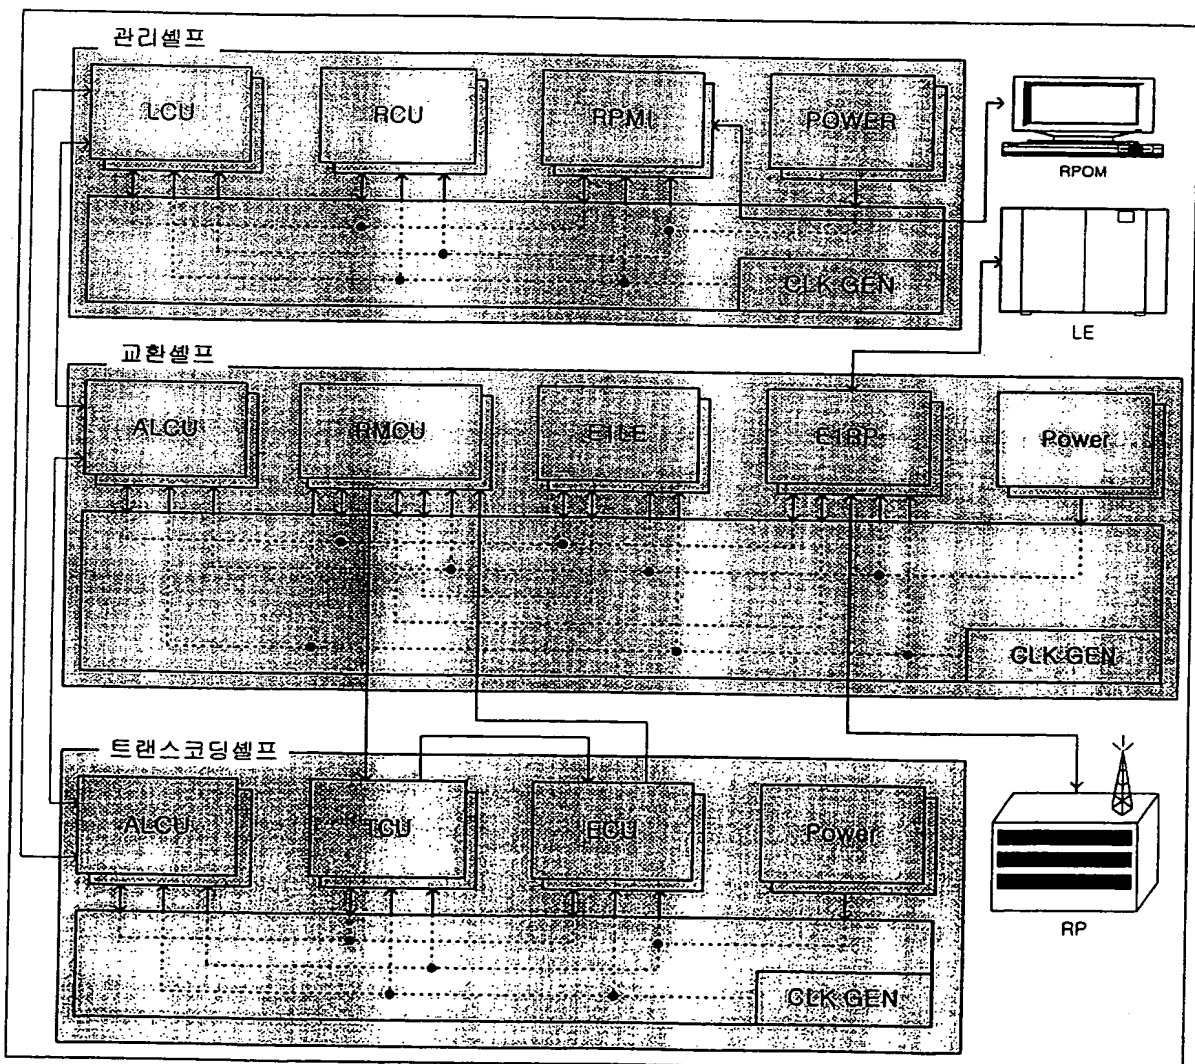 관리셸프
LCU
RCU
RPMI
POWER
RPOM
CLK GEN
LE
교환셸프
ALCU
RMCU
E1LE
E1RP
Power
CLK GEN
트랜스코딩셸프
ALCU
TCU
ECU
Power
CLK GEN
RP